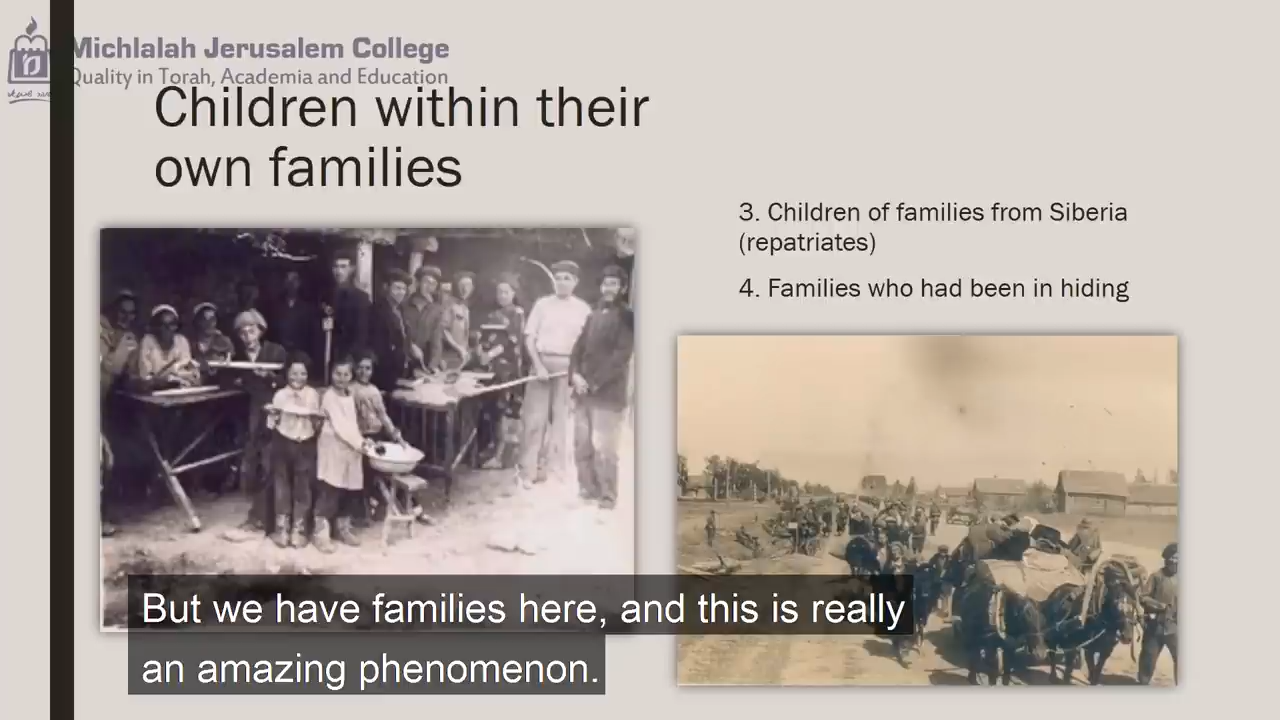 Michlalah Jerusalem College
Quality in Torah, Academia and Education
Children within their
own families
3. Children of families from Siberia
(repatriates)
4. Families who had been in hiding
But we have families here, and this is really
an amazing phenomenon.